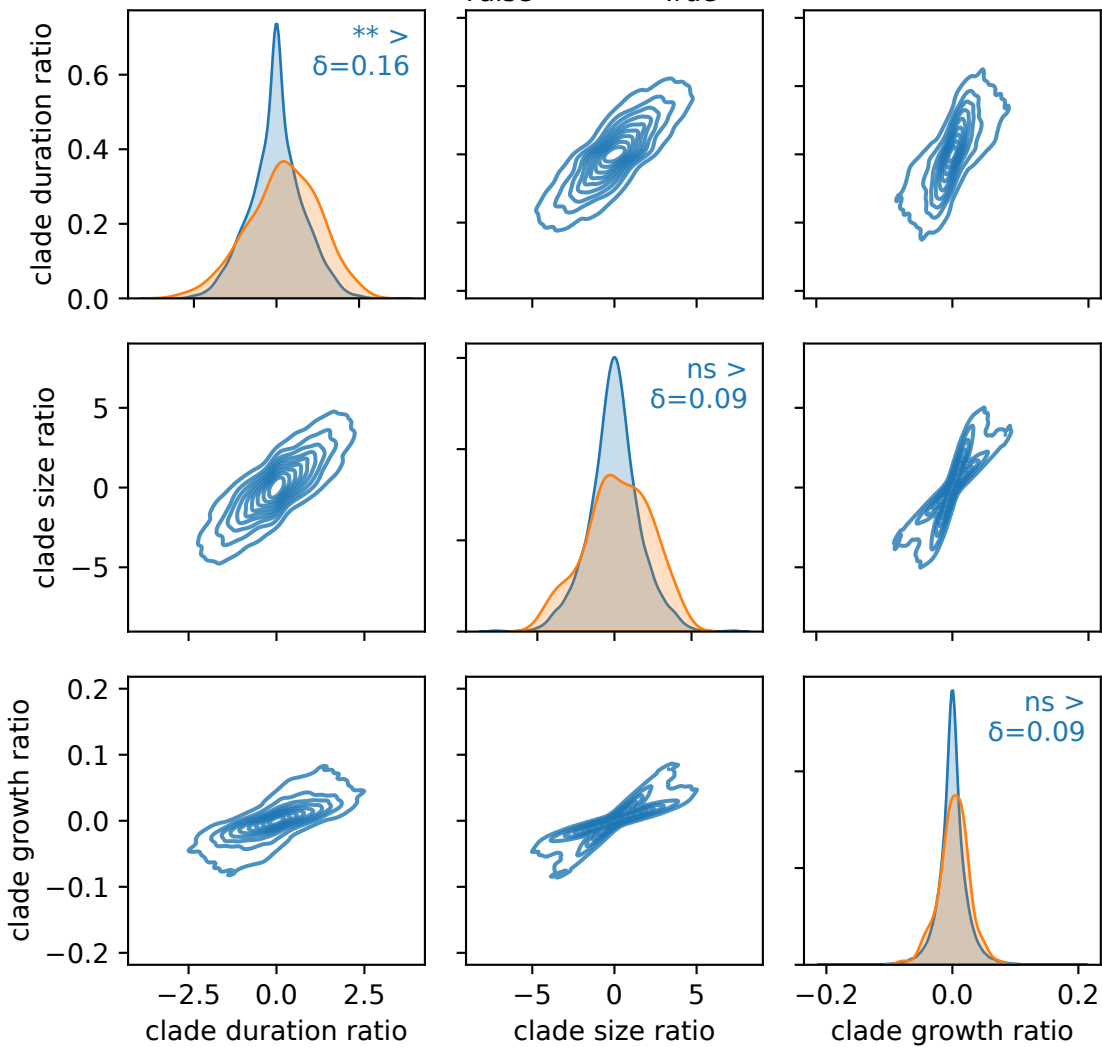 clade duration ratio
0.6
0.4
0.2
0.0
** >
δ=0.16
clade size ratio
5
0
−5
ns >
δ=0.09
clade growth ratio
0.2
0.1
0.0
−0.1
−0.2
ns >
δ=0.09
−2.5 0.0 2.5
−5 0 5
−0.2 0.0 0.2
clade duration ratio
clade size ratio
clade growth ratio